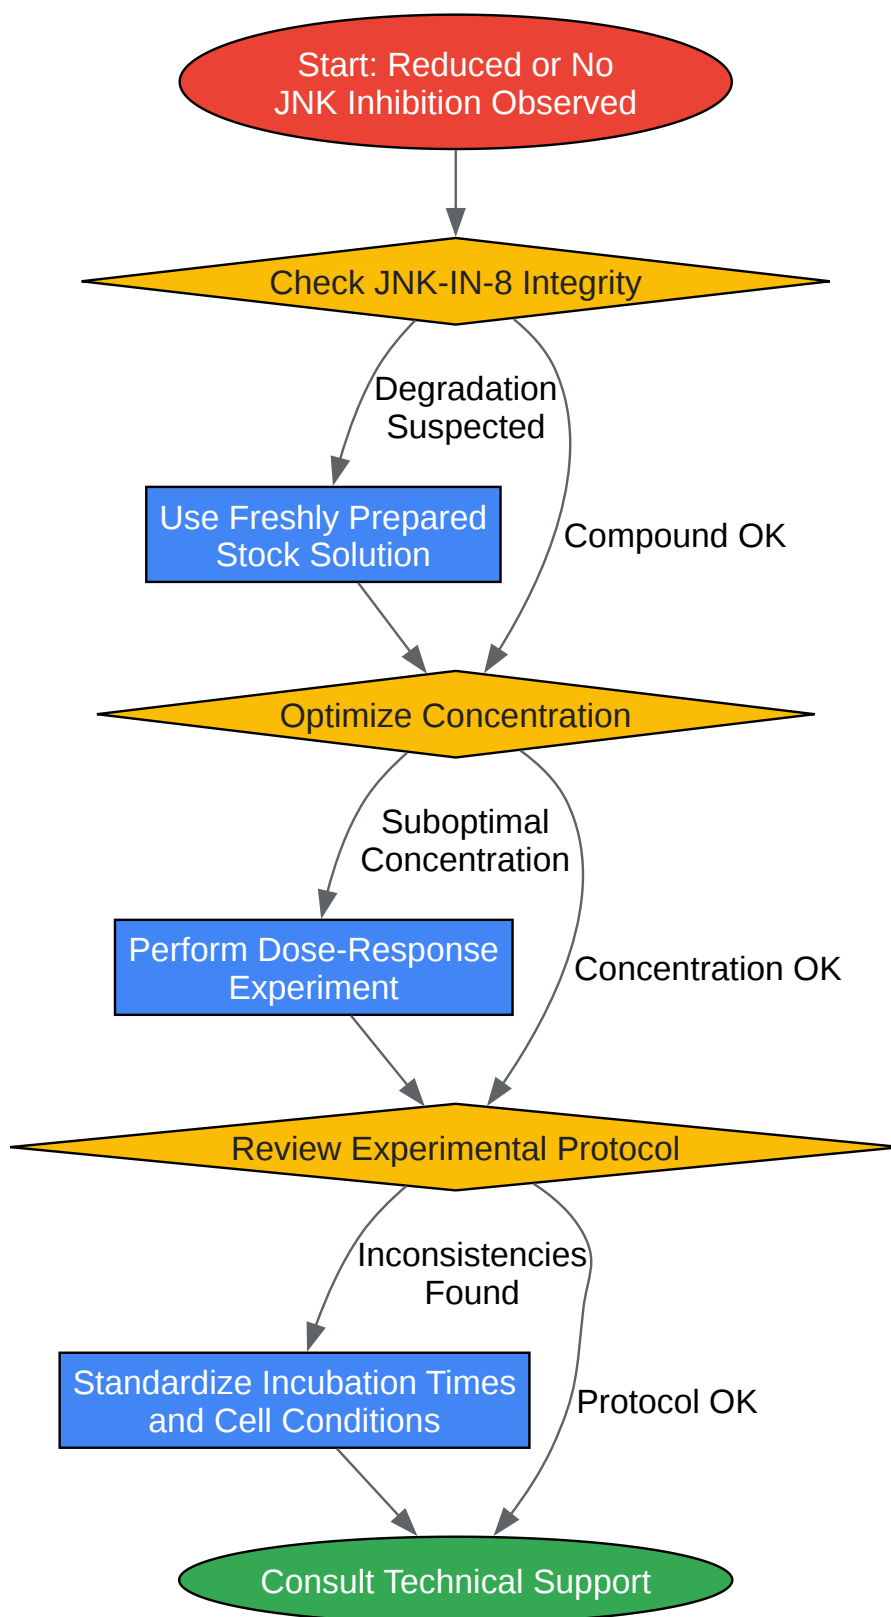 Start: Reduced or No
JNK Inhibition Observed
Check JNK-IN-8 Integrity
Degradation
Suspected
Use Freshly Prepared
Stock Solution
Compound OK
Optimize Concentration
Suboptimal
Concentration
Perform Dose-Response
Experiment
Concentration OK
Review Experimental Protocol
Inconsistencies
Found
Standardize Incubation Times
and Cell Conditions
Protocol OK
Consult Technical Support